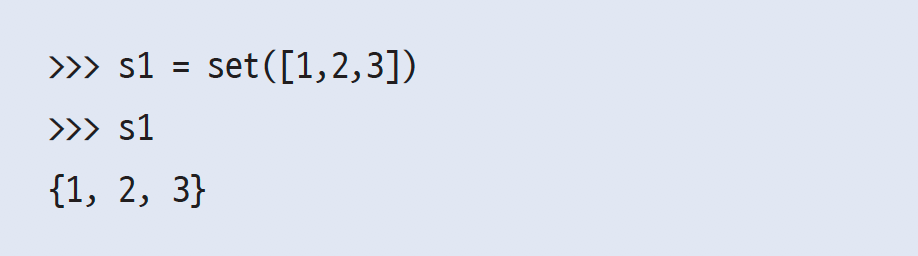 >>> s1 = set([1,2,3])
>>> s1
{1, 2, 3}